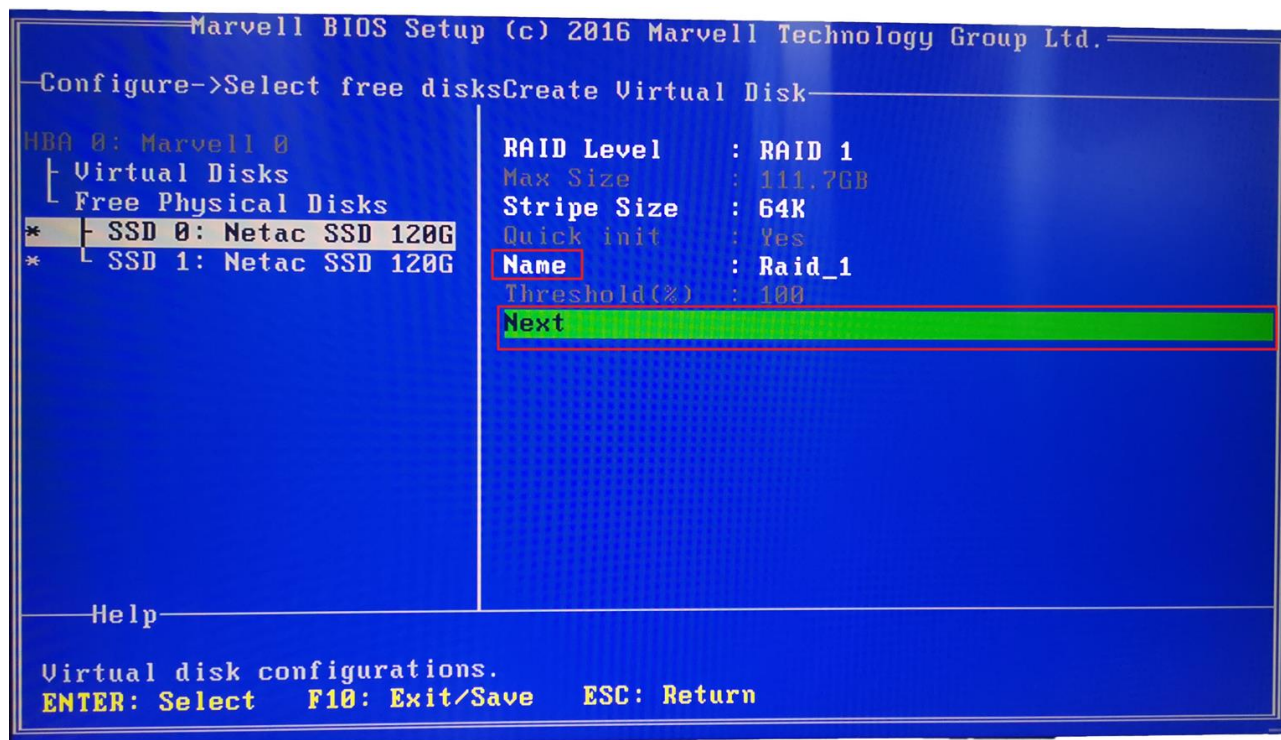 Marvell BIOS Setup (c) 2016 Marvell Technology Group Ltd.
Configure->Select free disksCreate Virtual Disk
HBA 0: Marvell 0
Virtual Disks
Free Physical Disks
* SSD 0: Netac SSD 120G
* SSD 1: Netac SSD 120G
RAID Level : RAID 1
Max Size : 111.7GB
Stripe Size : 64K
Quick init : Yes
Name : Raid_1
Threshold(%) : 100
Next
Help
Virtual disk configurations.
ENTER: Select F10: Exit/Save ESC: Return